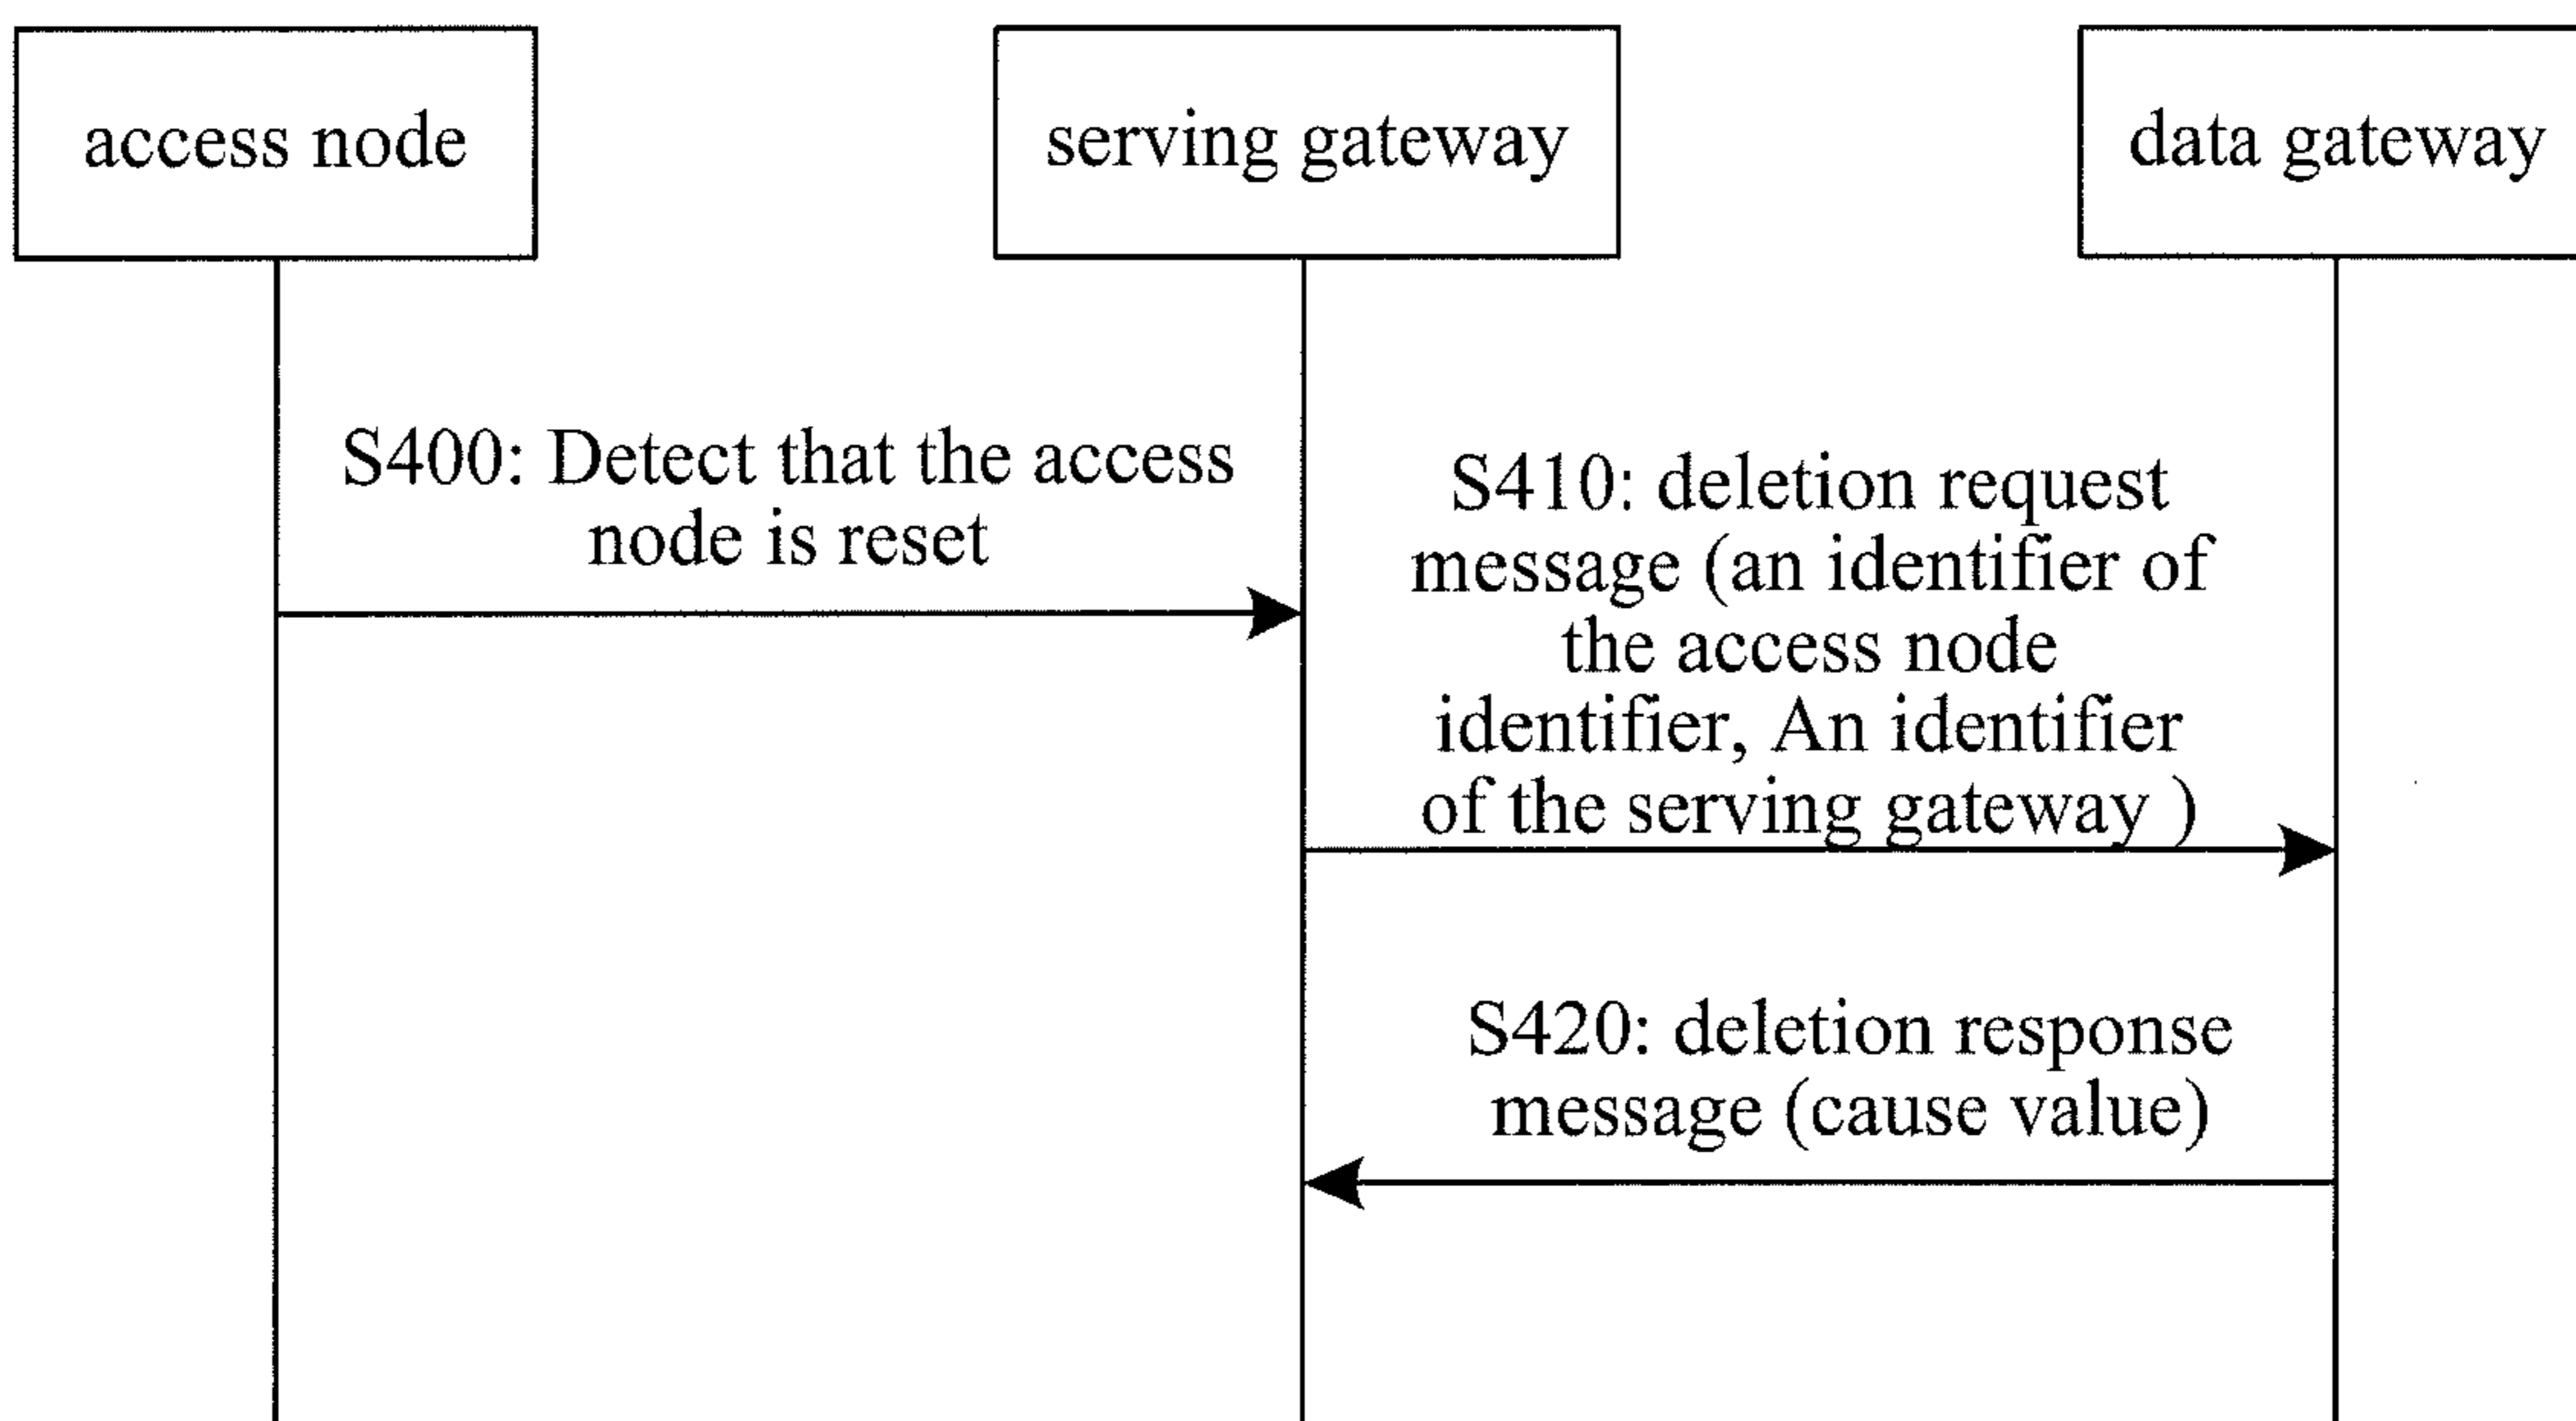 access node
serving gateway
data gateway
S400: Detect that the access
node is reset
S410: deletion request
message (an identifier of
the access node
identifier, An identifier
of the serving gateway )
S420: deletion response
message (cause value)